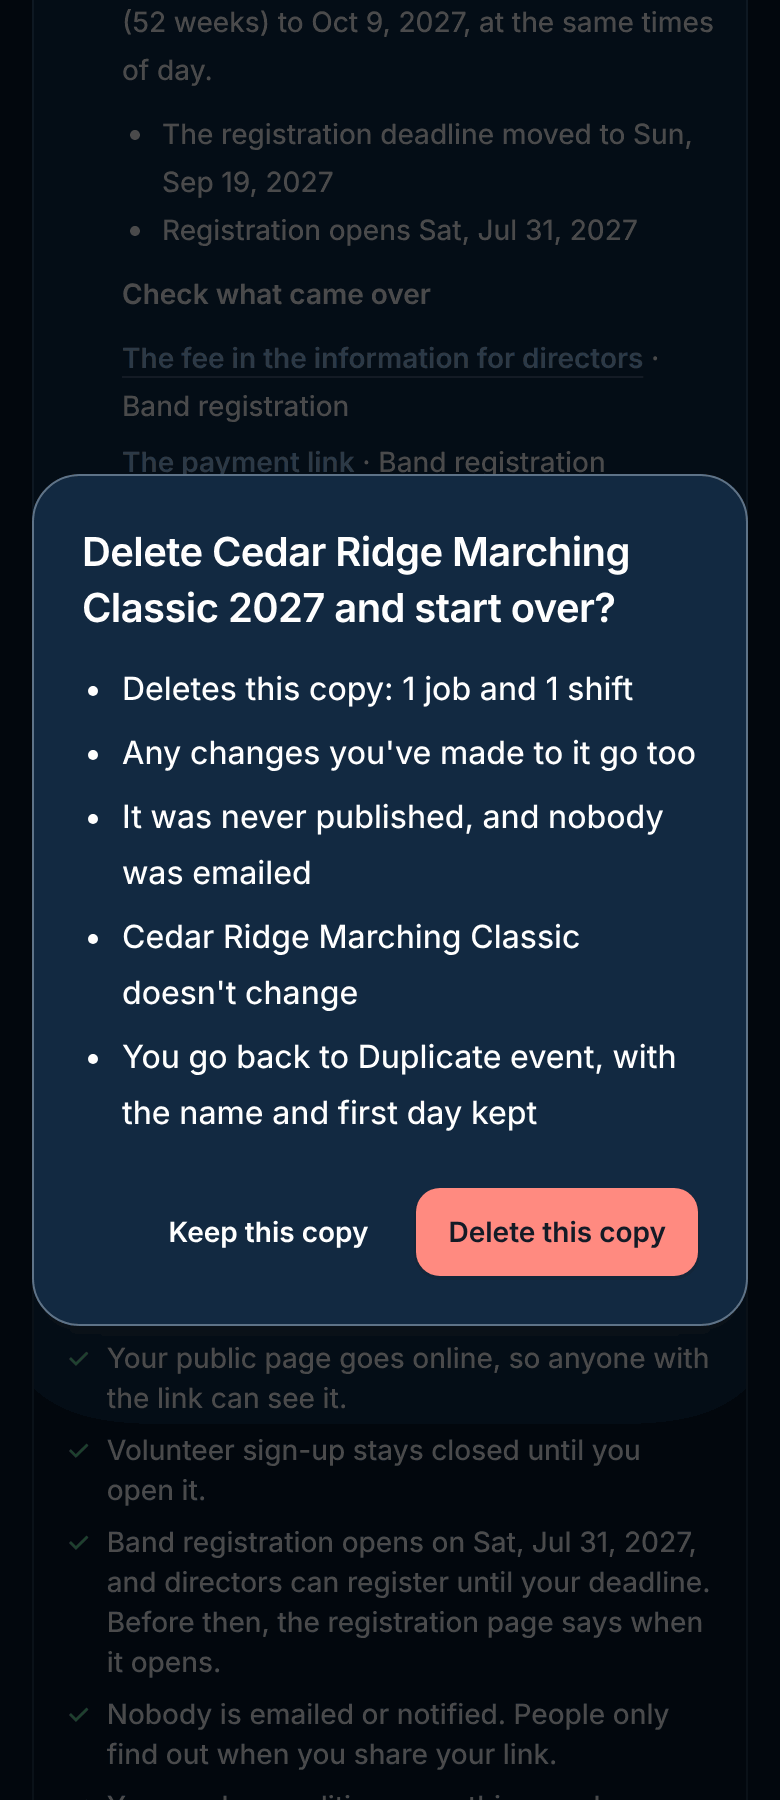 (52 weeks) to Oct 9, 2027, at the same times
of day.
• The registration deadline moved to Sun,
Sep 19, 2027
• Registration opens Sat, Jul 31, 2027
Check what came over
The fee in the information for directors ·
Band registration
The payment link · Band registration
Delete Cedar Ridge Marching
Classic 2027 and start over?
• Deletes this copy: 1 job and 1 shift
• Any changes you've made to it go too
• It was never published, and nobody
was emailed
• Cedar Ridge Marching Classic
doesn't change
• You go back to Duplicate event, with
the name and first day kept
Keep this copy
Delete this copy
Your public page goes online, so anyone with
the link can see it.
Volunteer sign-up stays closed until you
open it.
Band registration opens on Sat, Jul 31, 2027,
and directors can register until your deadline.
Before then, the registration page says when
it opens.
Nobody is emailed or notified. People only
find out when you share your link.